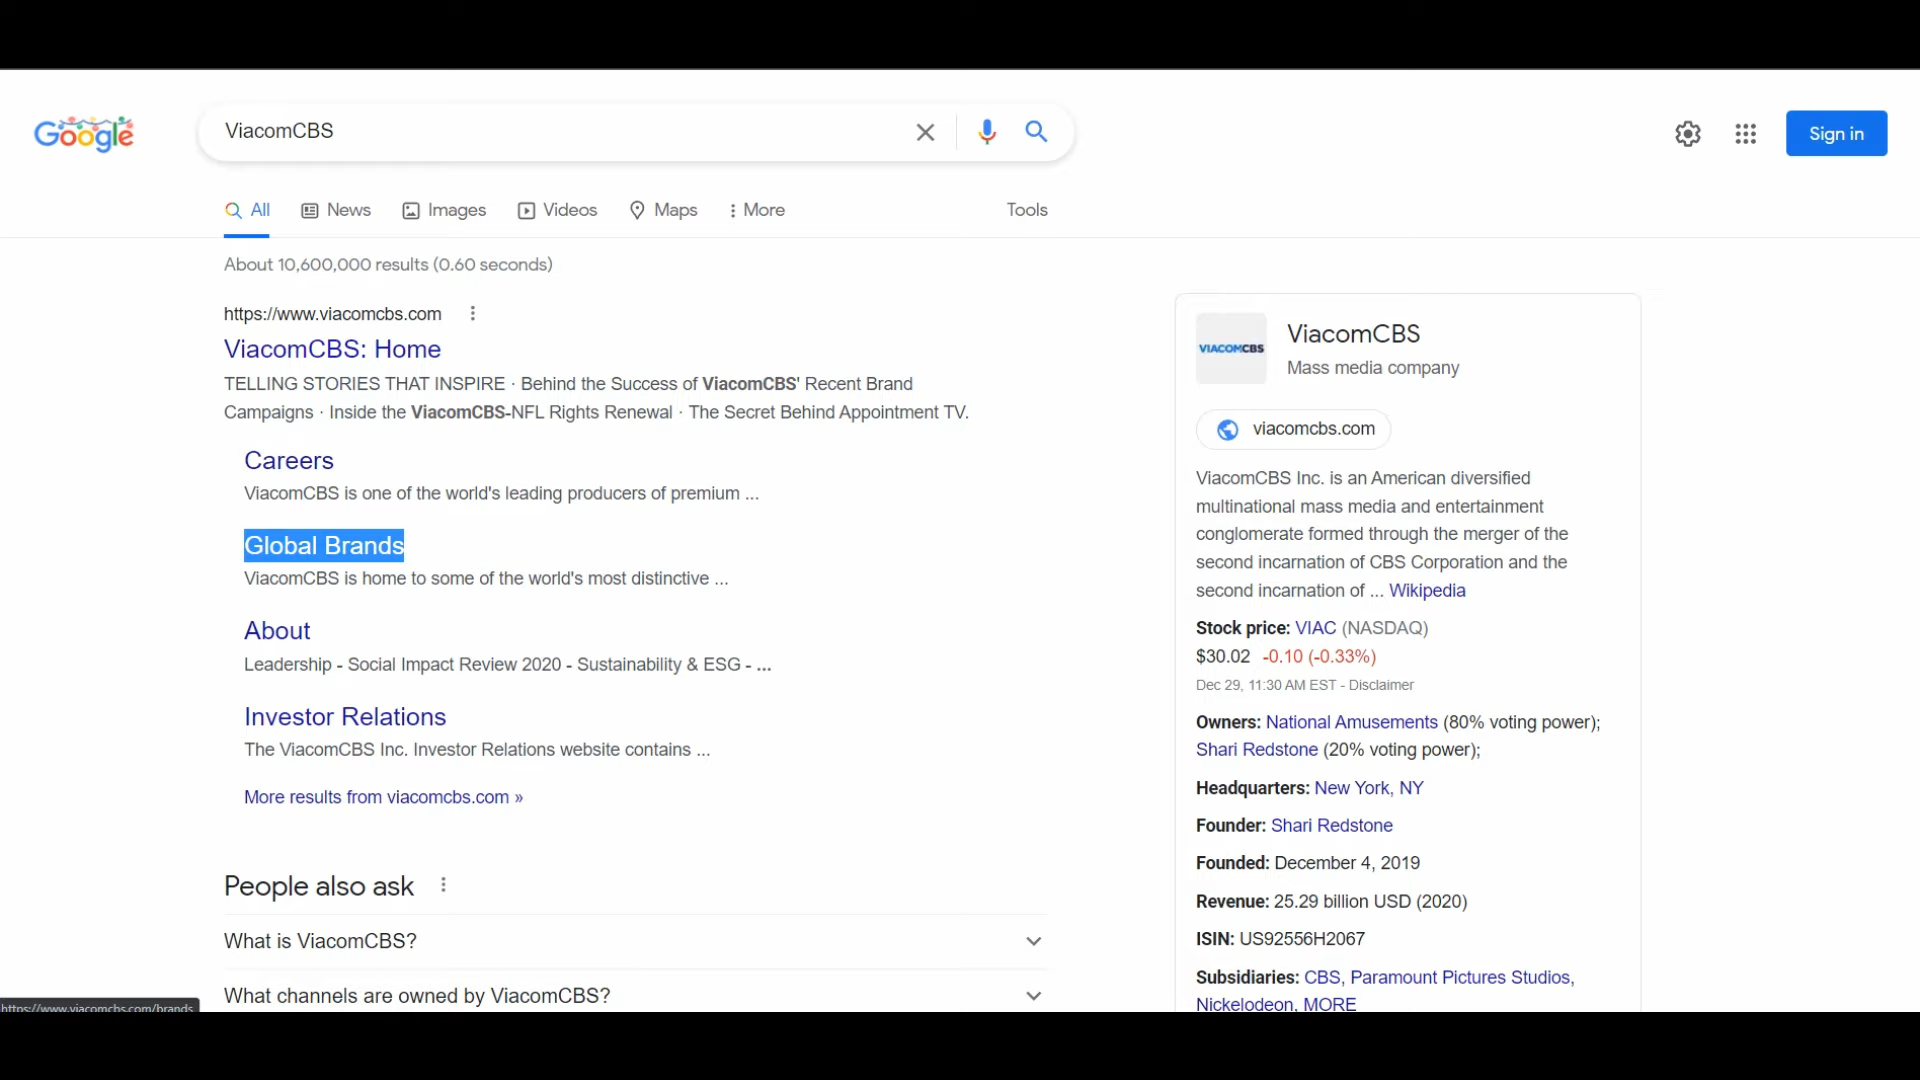 Google
ViacomCBS
Sign in
All
News
Images
Videos
Maps
More
Tools
About 10,600,000 results (0.60 seconds)
https://www.viacomcbs.com
ViacomCBS: Home
TELLING STORIES THAT INSPIRE · Behind the Success of ViacomCBS' Recent Brand
Campaigns · Inside the ViacomCBS-NFL Rights Renewal · The Secret Behind Appointment TV.
Careers
ViacomCBS is one of the world's leading producers of premium ...
Global Brands
ViacomCBS is home to some of the world's most distinctive ...
About
Leadership - Social Impact Review 2020 - Sustainability & ESG - ...
Investor Relations
The ViacomCBS Inc. Investor Relations website contains ...
More results from viacomcbs.com »
People also ask
What is ViacomCBS?
What channels are owned by ViacomCBS?
https://www.viacomcbs.com/brands
VIACOMCBS
ViacomCBS
Mass media company
viacomcbs.com
ViacomCBS Inc. is an American diversified
multinational mass media and entertainment
conglomerate formed through the merger of the
second incarnation of CBS Corporation and the
second incarnation of ... Wikipedia
Stock price: VIAC (NASDAQ)
$30.02 -0.10 (-0.33%)
Dec 29, 11:30 AM EST - Disclaimer
Owners: National Amusements (80% voting power);
Shari Redstone (20% voting power);
Headquarters: New York, NY
Founder: Shari Redstone
Founded: December 4, 2019
Revenue: 25.29 billion USD (2020)
ISIN: US92556H2067
Subsidiaries: CBS, Paramount Pictures Studios,
Nickelodeon, MORE